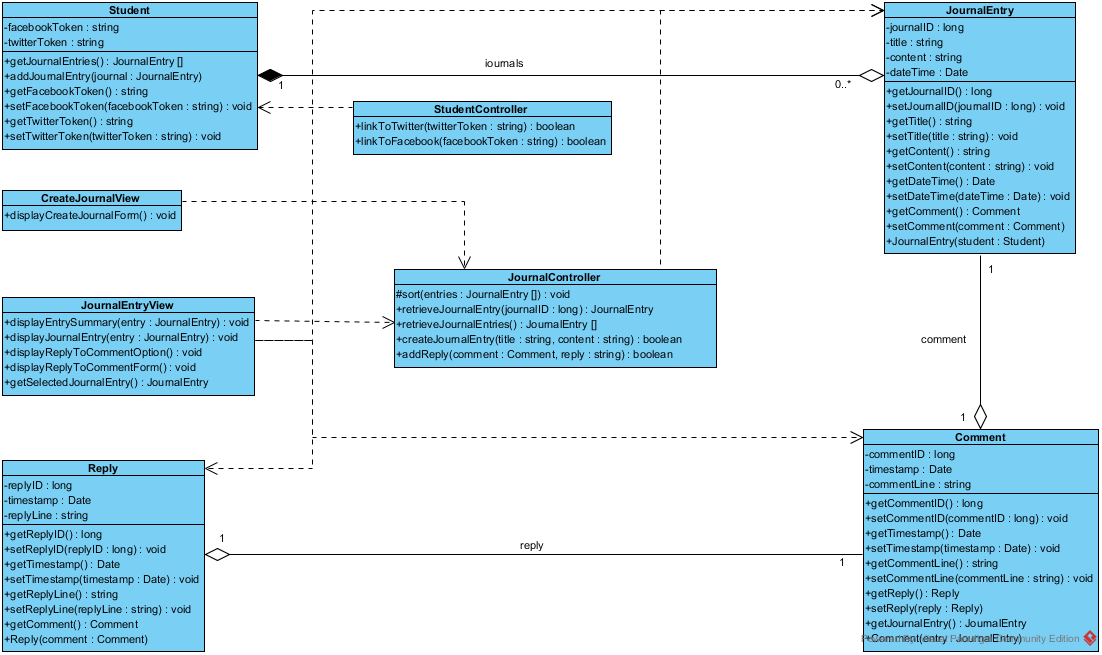 Student
-facebookToken : string
-twitterToken : string
+getJournalEntries() : JournalEntry []
+addJournalEntry(journal : JournalEntry)
+getFacebookToken() : string
+setFacebookToken(facebookToken : string) : void
+getTwitterToken() : string
+setTwitterToken(twitterToken : string) : void
JournalEntry
-journalID : long
-title : string
-content : string
-dateTime : Date
+getJournalID() : long
+setJournalID(journalID : long) : void
+getTitle() : string
+setTitle(title : string) : void
+getContent() : string
+setContent(content : string) : void
+getDateTime() : Date
+setDateTime(dateTime : Date) : void
+getComment() : Comment
+setComment(comment : Comment)
+JournalEntry(student : Student)
journals
1
0..*
StudentController
+linkToTwitter(twitterToken : string) : boolean
+linkToFacebook(facebookToken : string) : boolean
CreateJournalView
+displayCreateJournalForm() : void
JournalController
#sort(entries : JournalEntry []) : void
+retrieveJournalEntry(journalID : long) : JournalEntry
+retrieveJournalEntries() : JournalEntry []
+createJournalEntry(title : string, content : string) : boolean
+addReply(comment : Comment, reply : string) : boolean
JournalEntryView
+displayEntrySummary(entry : JournalEntry) : void
+displayJournalEntry(entry : JournalEntry) : void
+displayReplyToCommentOption() : void
+displayReplyToCommentForm() : void
+getSelectedJournalEntry() : JournalEntry
1
comment
1
Reply
-replyID : long
-timestamp : Date
-replyLine : string
+getReplyID() : long
+setReplyID(replyID : long) : void
+getTimestamp() : Date
+setTimestamp(timestamp : Date) : void
+getReplyLine() : string
+setReplyLine(replyLine : string) : void
+getComment() : Comment
+Reply(comment : Comment)
1
reply
1
Comment
-commentID : long
-timestamp : Date
-commentLine : string
+getCommentID() : long
+setCommentID(commentID : long) : void
+getTimestamp() : Date
+setTimestamp(timestamp : Date) : void
+getCommentLine() : string
+setCommentLine(commentLine : string) : void
+getReply() : Reply
+setReply(reply : Reply)
+getJournalEntry() : JournalEntry
+Comment(entry : JournalEntry)
Powered By Visual Paradigm Community Edition